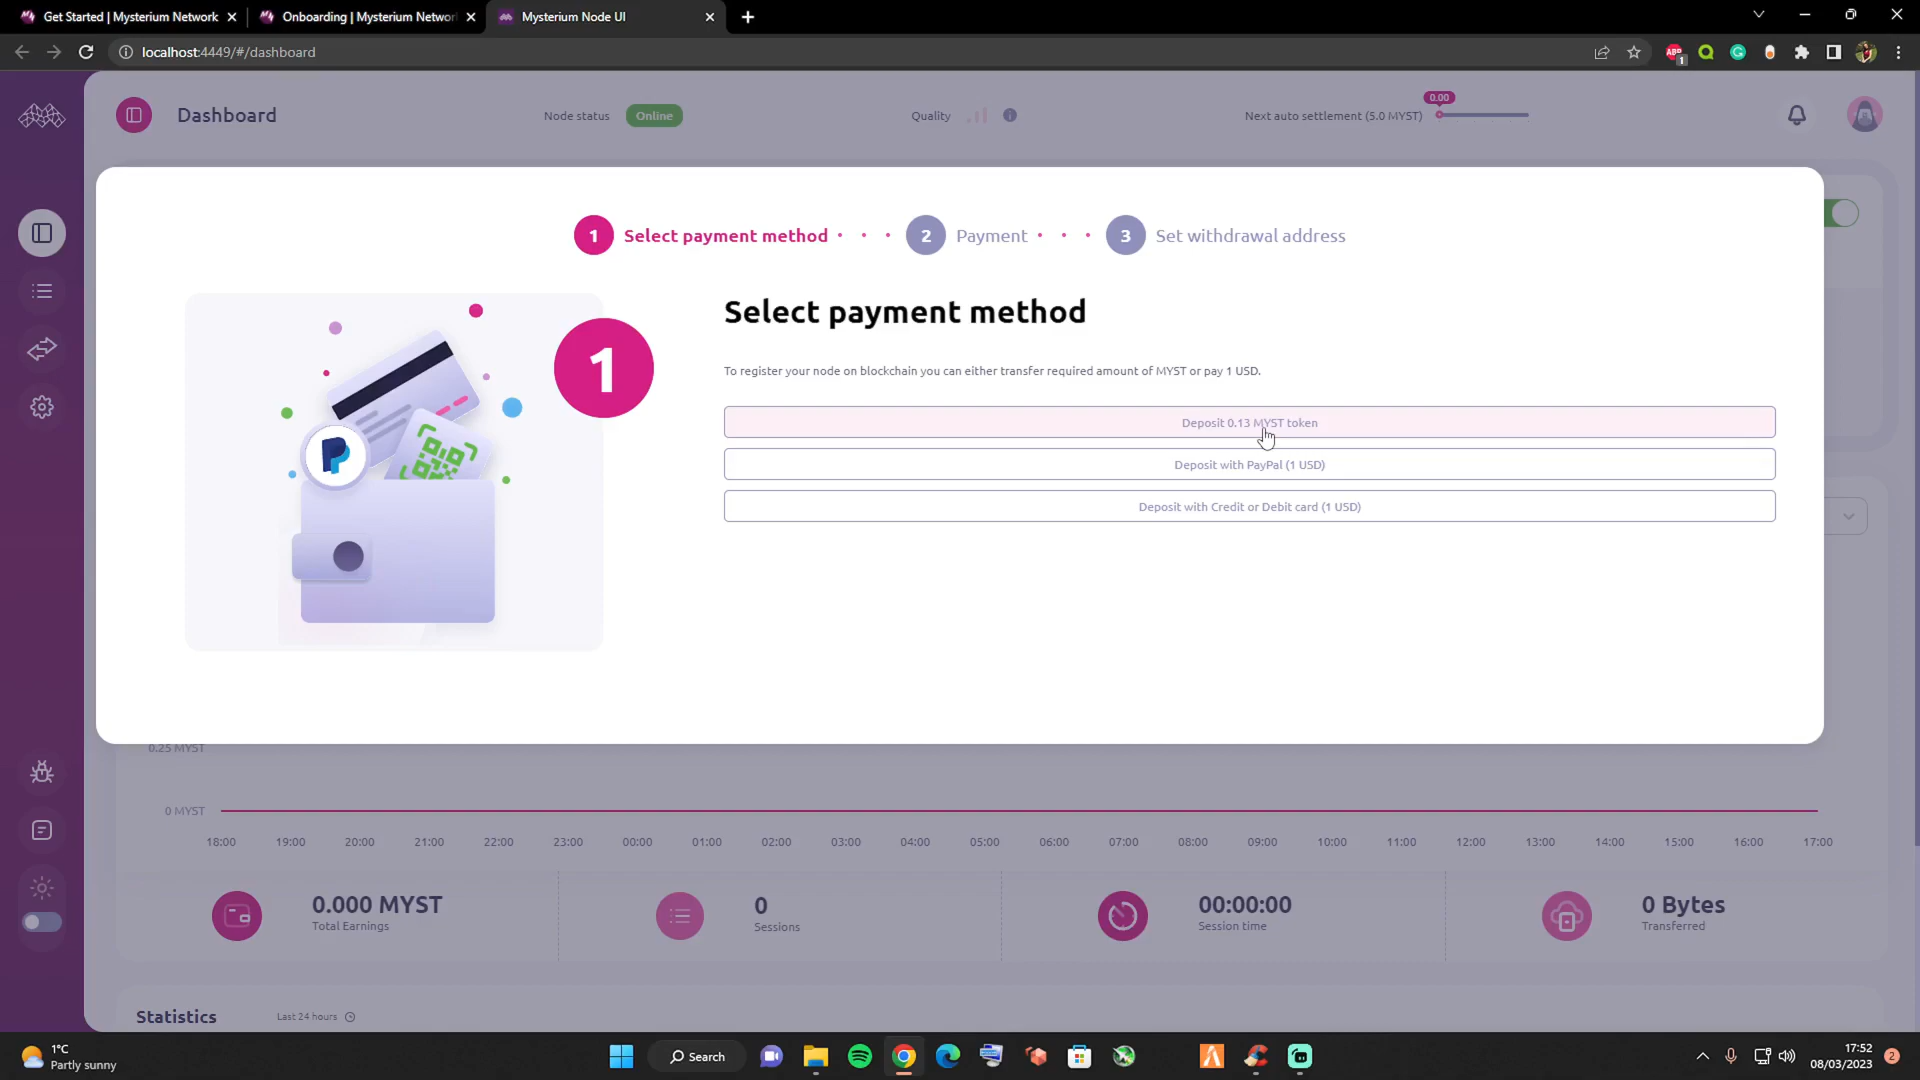 Get Started | Mysterium Network
Onboarding | Mysterium Networ
Mysterium Node UI
localhost:4449/#/dashboard
ABP
1
Dashboard
Node status
Online
Quality
Next auto settlement (5.0 MYST)
0.00
1 Select payment method
2 Payment
3 Set withdrawal address
1
Select payment method
To register your node on blockchain you can either transfer required amount of MYST or pay 1 USD.
Deposit 0.13 MYST token
Deposit with PayPal (1 USD)
Deposit with Credit or Debit card (1 USD)
0.25 MYST
0 MYST
18:00 19:00 20:00 21:00 22:00 23:00 00:00 01:00 02:00 03:00 04:00 05:00 06:00 07:00 08:00 09:00 10:00 11:00 12:00 13:00 14:00 15:00 16:00 17:00
0.000 MYST
Total Earnings
0
Sessions
00:00:00
Session time
0 Bytes
Transferred
Statistics
Last 24 hours
1°C
Partly sunny
Search
17:52
08/03/2023
2